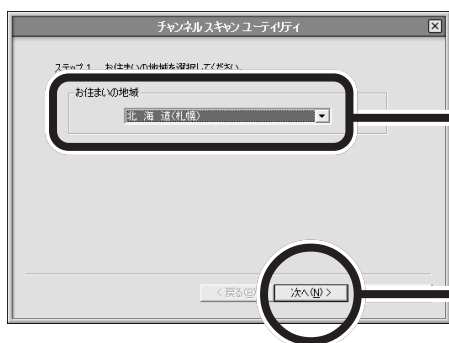 チャンネル スキャン ユーティリティ
ステップ 1 お住まいの地域を選択してください。
お住まいの地域
北 海 道(札幌)
< 戻る(B)
次へ(N) >